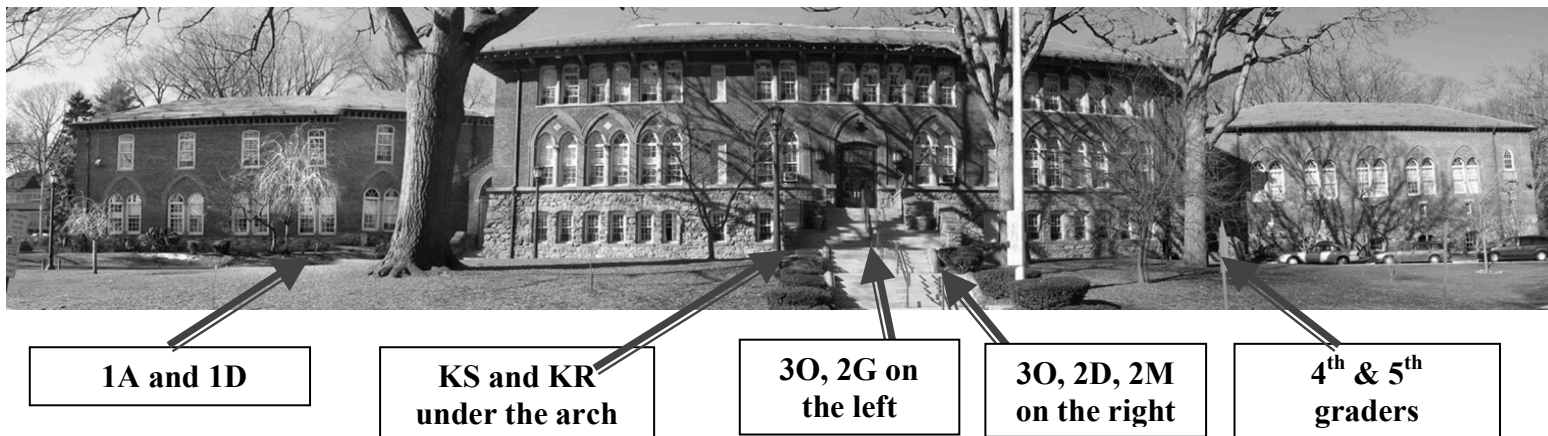 1A and 1D
KS and KR
under the arch
3O, 2G on
the left
3O, 2D, 2M
on the right
4th & 5th
graders